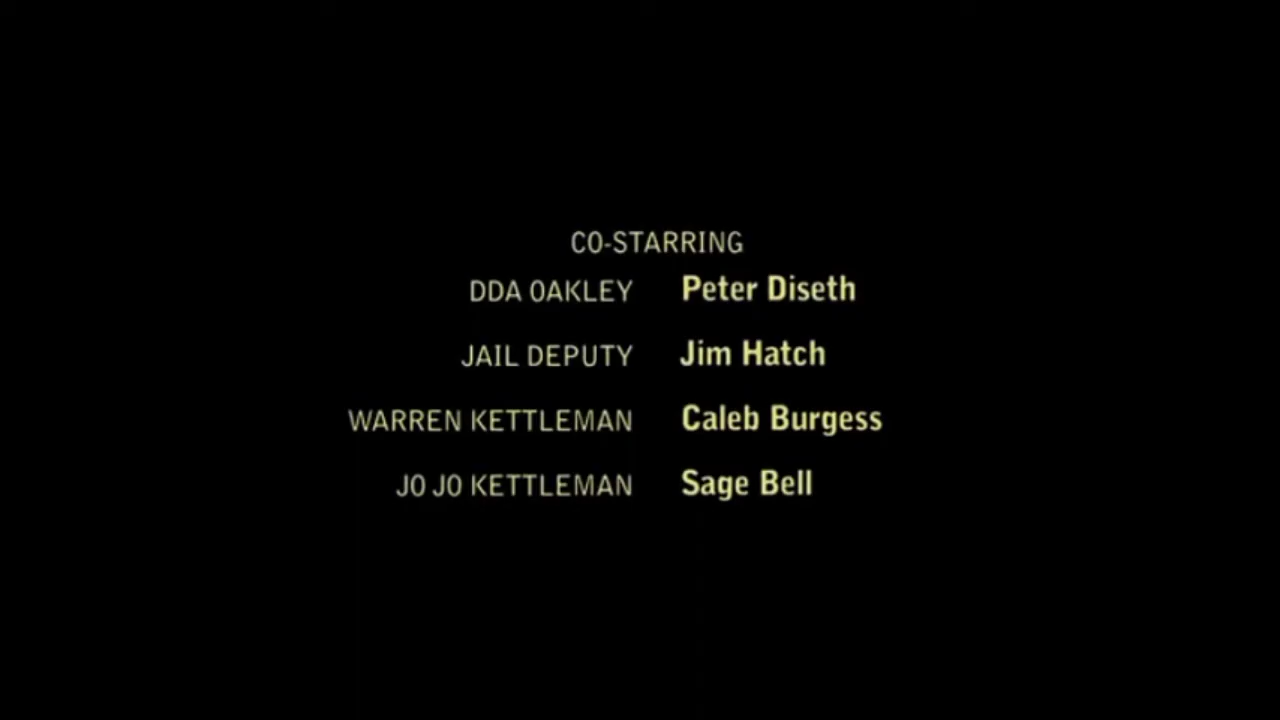 CO-STARRING
DDA OAKLEY Peter Diseth
JAIL DEPUTY Jim Hatch
WARREN KETTLEMAN Caleb Burgess
JO JO KETTLEMAN Sage Bell